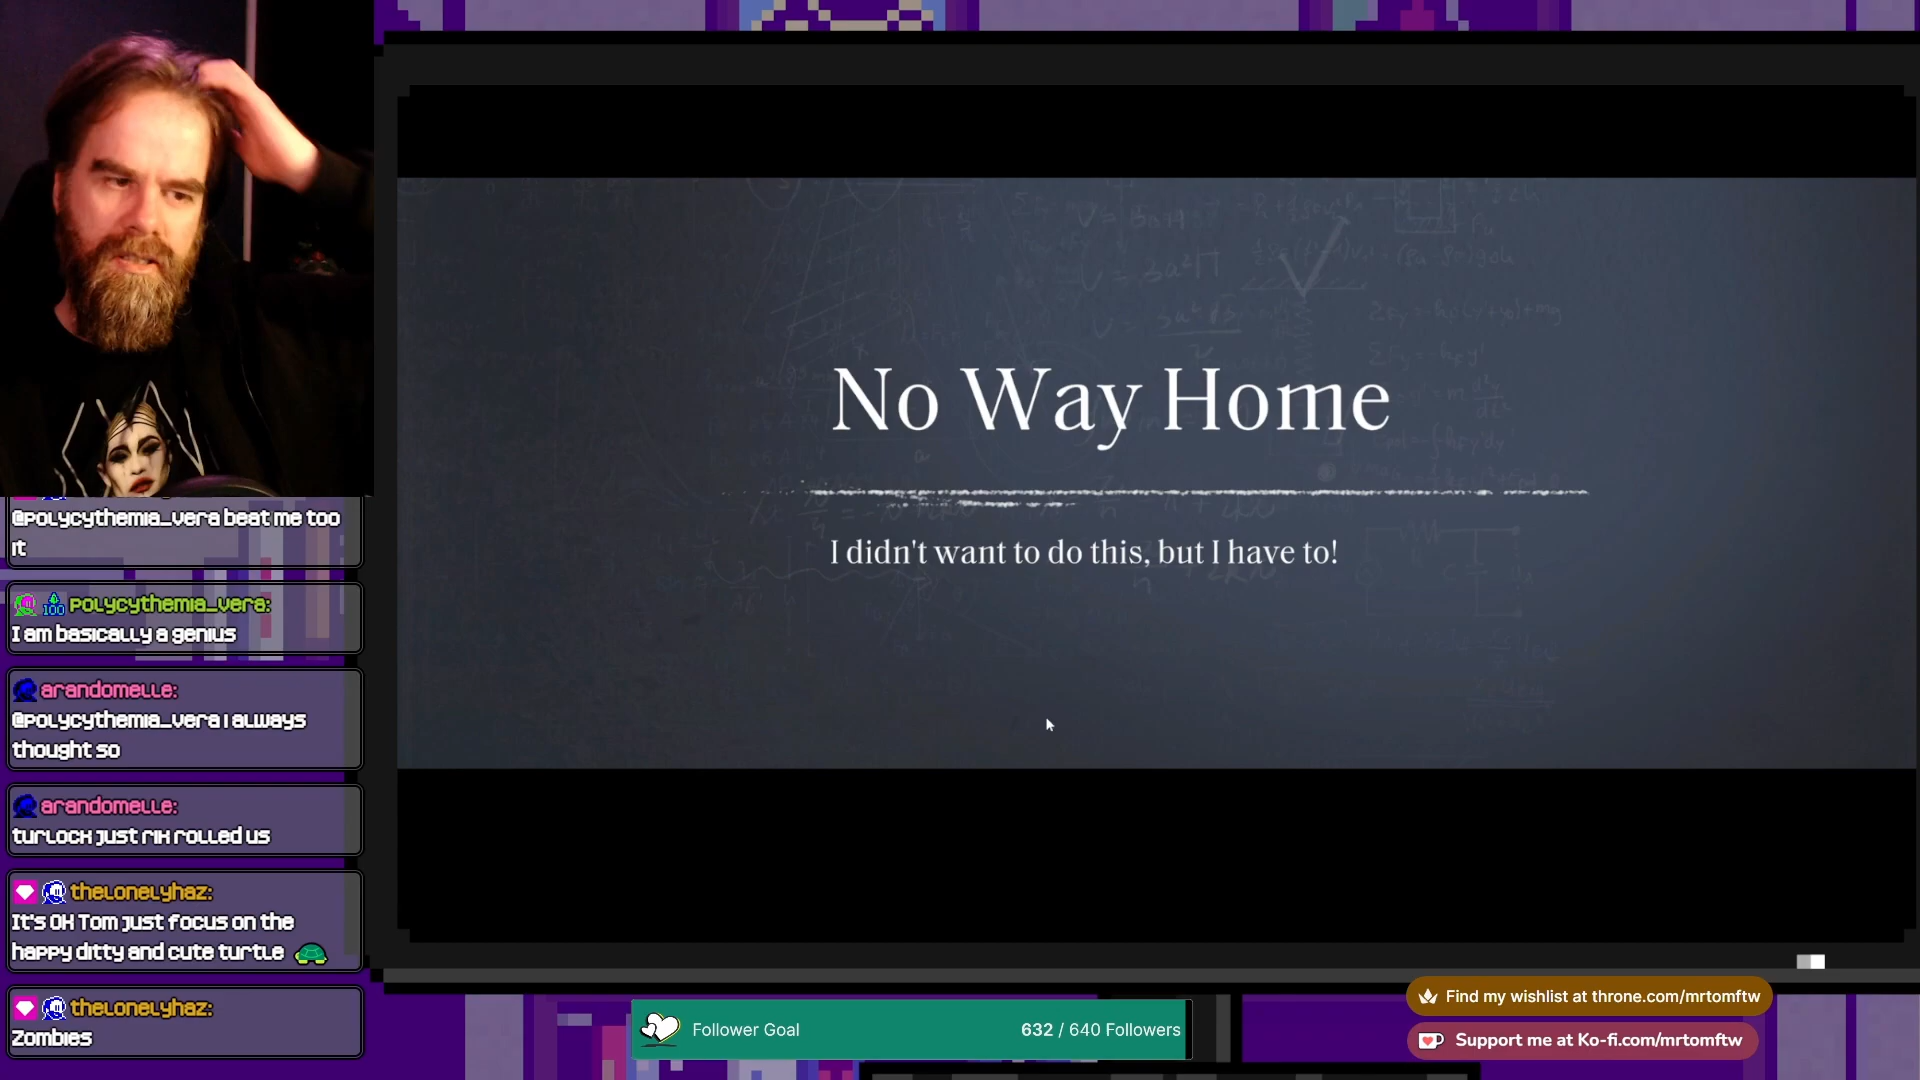 No Way Home
I didn't want to do this, but I have to!
@polycythemia_vera beat me too
it
100 polycythemia_vera:
I am basically a genius
arandomelle:
@polycythemia_vera i always
thought so
arandomelle:
turlock just rik rolled us
thelonelyhaz:
It's OK Tom just focus on the
happy ditty and cute turtle
thelonelyhaz:
Zombies
Follower Goal
632 / 640 Followers
Find my wishlist at throne.com/mrtomftw
Support me at Ko-fi.com/mrtomftw